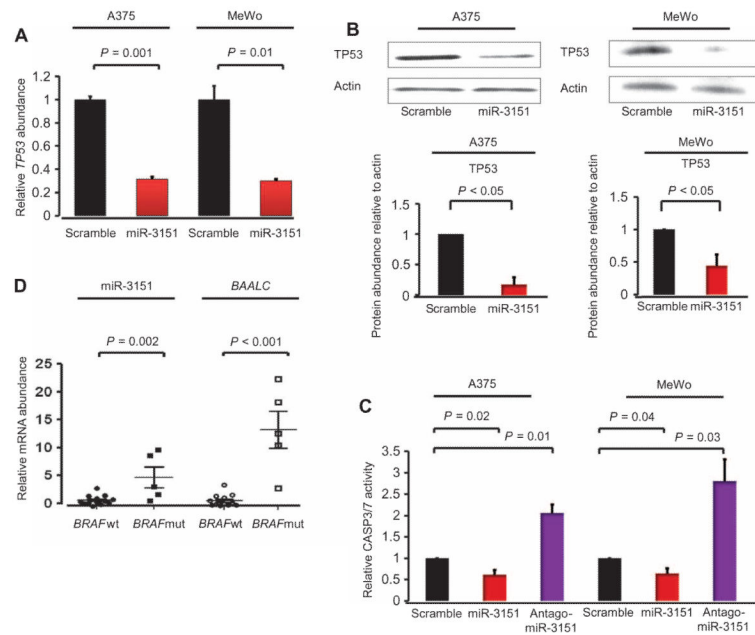 A
A375
MeWo
P = 0.001
P = 0.01
Relative TP53 abundance
1.2
1
0.8
0.6
0.4
0.2
0
Scramble
miR-3151
Scramble
miR-3151
B
A375
MeWo
TP53
Actin
Scramble
miR-3151
TP53
Actin
Scramble
miR-3151
A375
TP53
P < 0.05
Protein abundance relative to actin
1.5
1
0.5
0
Scramble
miR-3151
MeWo
TP53
P < 0.05
Protein abundance relative to actin
1.5
1
0.5
0
Scramble
miR-3151
D
miR-3151
BAALC
P = 0.002
P < 0.001
Relative mRNA abundance
25
20
15
10
5
0
BRAFwt
BRAFmut
BRAFwt
BRAFmut
C
A375
MeWo
P = 0.02
P = 0.01
P = 0.04
P = 0.03
Relative CASP3/7 activity
3.5
3
2.5
2
1.5
1
0.5
0
Scramble
miR-3151
Antago-
miR-3151
Scramble
miR-3151
Antago-
miR-3151